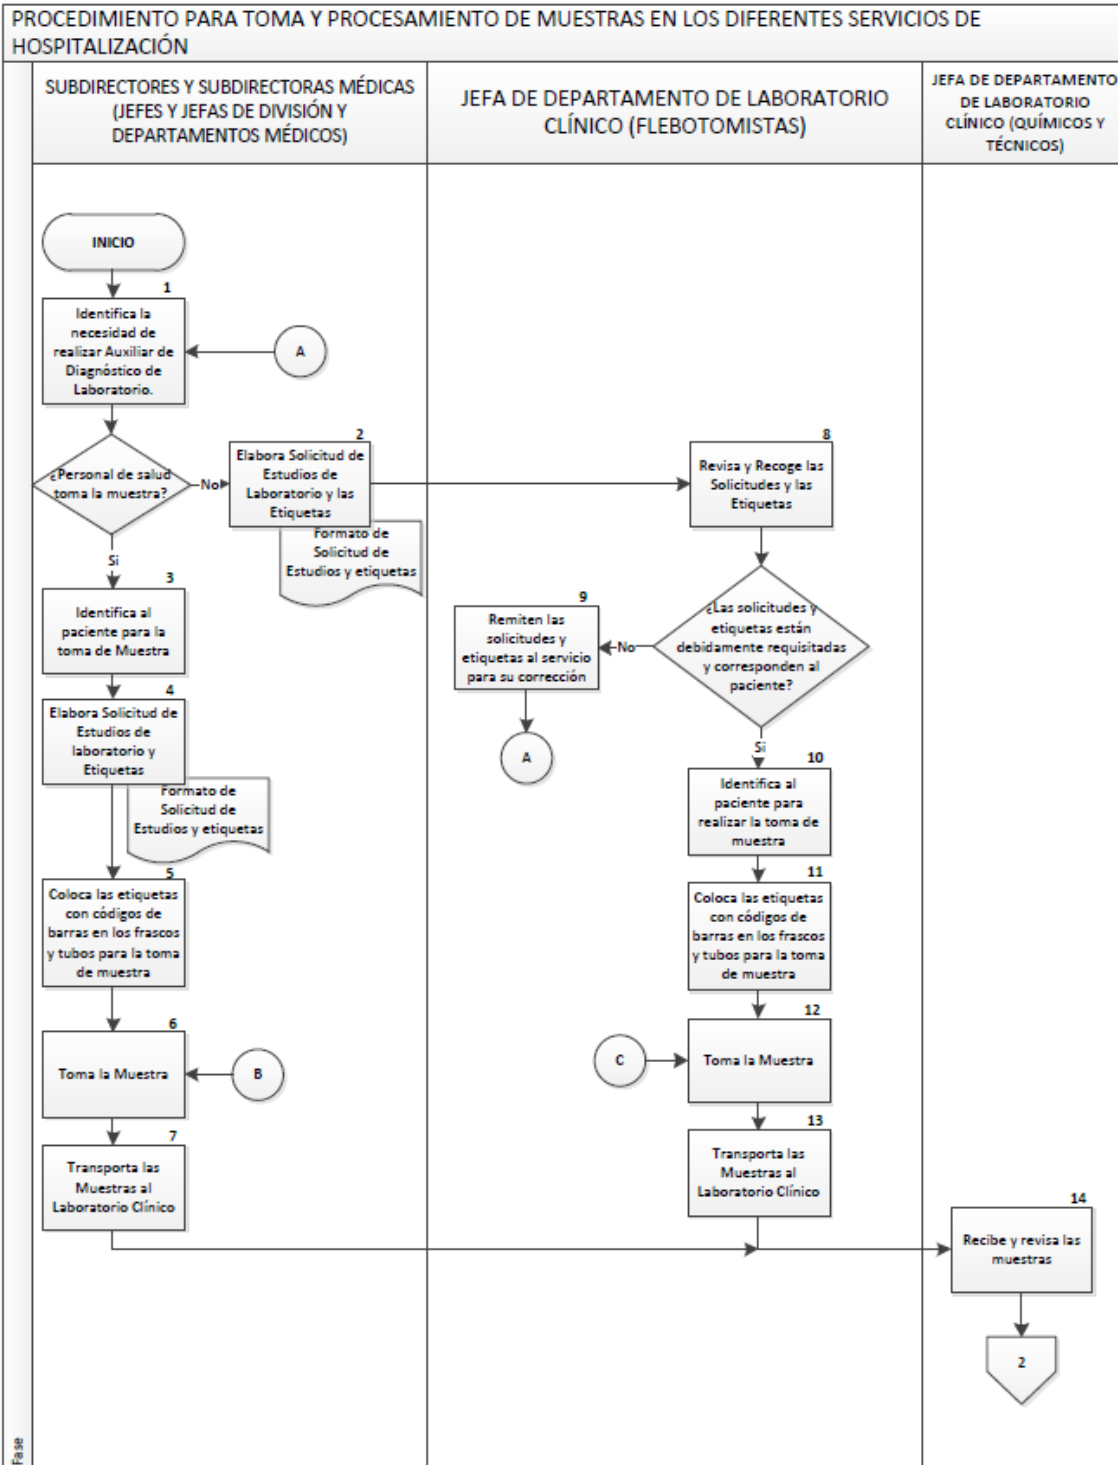 PROCEDIMIENTO PARA TOMA Y PROCESAMIENTO DE MUESTRAS EN LOS DIFERENTES SERVICIOS DE
HOSPITALIZACIÓN
SUBDIRECTORES Y SUBDIRECTORAS MÉDICAS
(JEFES Y JEFAS DE DIVISIÓN Y
DEPARTAMENTOS MÉDICOS)
JEFA DE DEPARTAMENTO DE LABORATORIO
CLÍNICO (FLEBOTOMISTAS)
JEFA DE DEPARTAMENTO
DE LABORATORIO
CLÍNICO (QUÍMICOS Y
TÉCNICOS)
INICIO
1
Identifica la
necesidad de
realizar Auxiliar de
Diagnóstico de
Laboratorio.
A
¿Personal de salud
toma la muestra?
No
2
Elabora Solicitud de
Estudios de
Laboratorio y las
Etiquetas
Formato de
Solicitud de
Estudios y etiquetas
Si
3
Identifica al
paciente para la
toma de Muestra
4
Elabora Solicitud de
Estudios de
laboratorio y
Etiquetas
Formato de
Solicitud de
Estudios y etiquetas
5
Coloca las etiquetas
con códigos de
barras en los frascos
y tubos para la toma
de muestra
6
Toma la Muestra
B
7
Transporta las
Muestras al
Laboratorio Clínico
8
Revisa y Recoge las
Solicitudes y las
Etiquetas
¿Las solicitudes y
etiquetas están
debidamente requisitadas
y corresponden al
paciente?
No
9
Remiten las
solicitudes y
etiquetas al servicio
para su corrección
A
Si
10
Identifica al
paciente para
realizar la toma de
muestra
11
Coloca las etiquetas
con códigos de
barras en los frascos
y tubos para la toma
de muestra
12
C
Toma la Muestra
13
Transporta las
Muestras al
Laboratorio Clínico
14
Recibe y revisa las
muestras
2
Fase